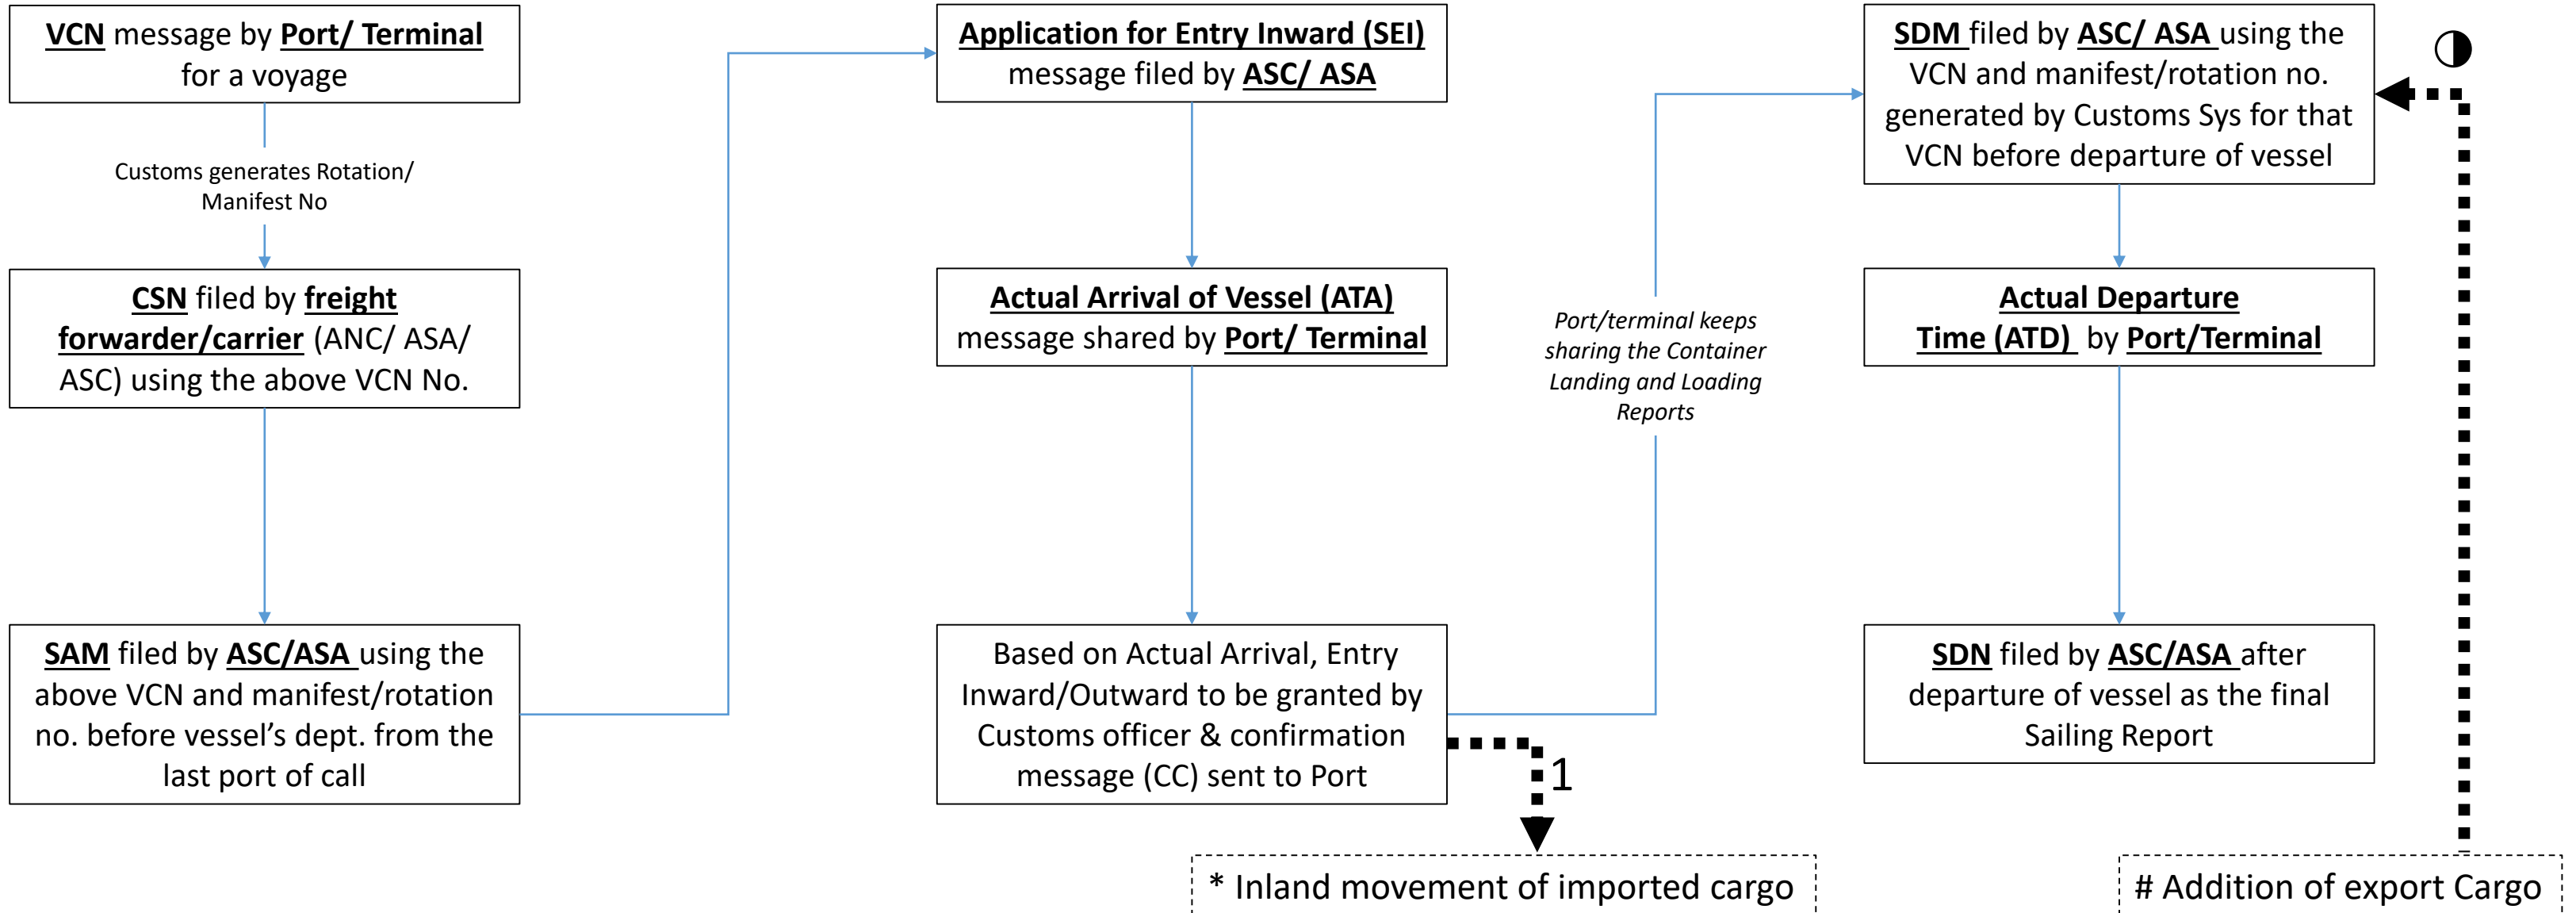 VCN message by Port/ Terminal
for a voyage
Customs generates Rotation/
Manifest No
CSN filed by freight
forwarder/carrier (ANC/ ASA/
ASC) using the above VCN No.
SAM filed by ASC/ASA using the
above VCN and manifest/rotation
no. before vessel’s dept. from the
last port of call
Application for Entry Inward (SEI)
message filed by ASC/ ASA
Actual Arrival of Vessel (ATA)
message shared by Port/ Terminal
Based on Actual Arrival, Entry
Inward/Outward to be granted by
Customs officer & confirmation
message (CC) sent to Port
1
* Inland movement of imported cargo
Port/terminal keeps
sharing the Container
Landing and Loading
Reports
SDM filed by ASC/ ASA using the
VCN and manifest/rotation no.
generated by Customs Sys for that
VCN before departure of vessel
Actual Departure
Time (ATD) by Port/Terminal
SDN filed by ASC/ASA after
departure of vessel as the final
Sailing Report
# Addition of export Cargo